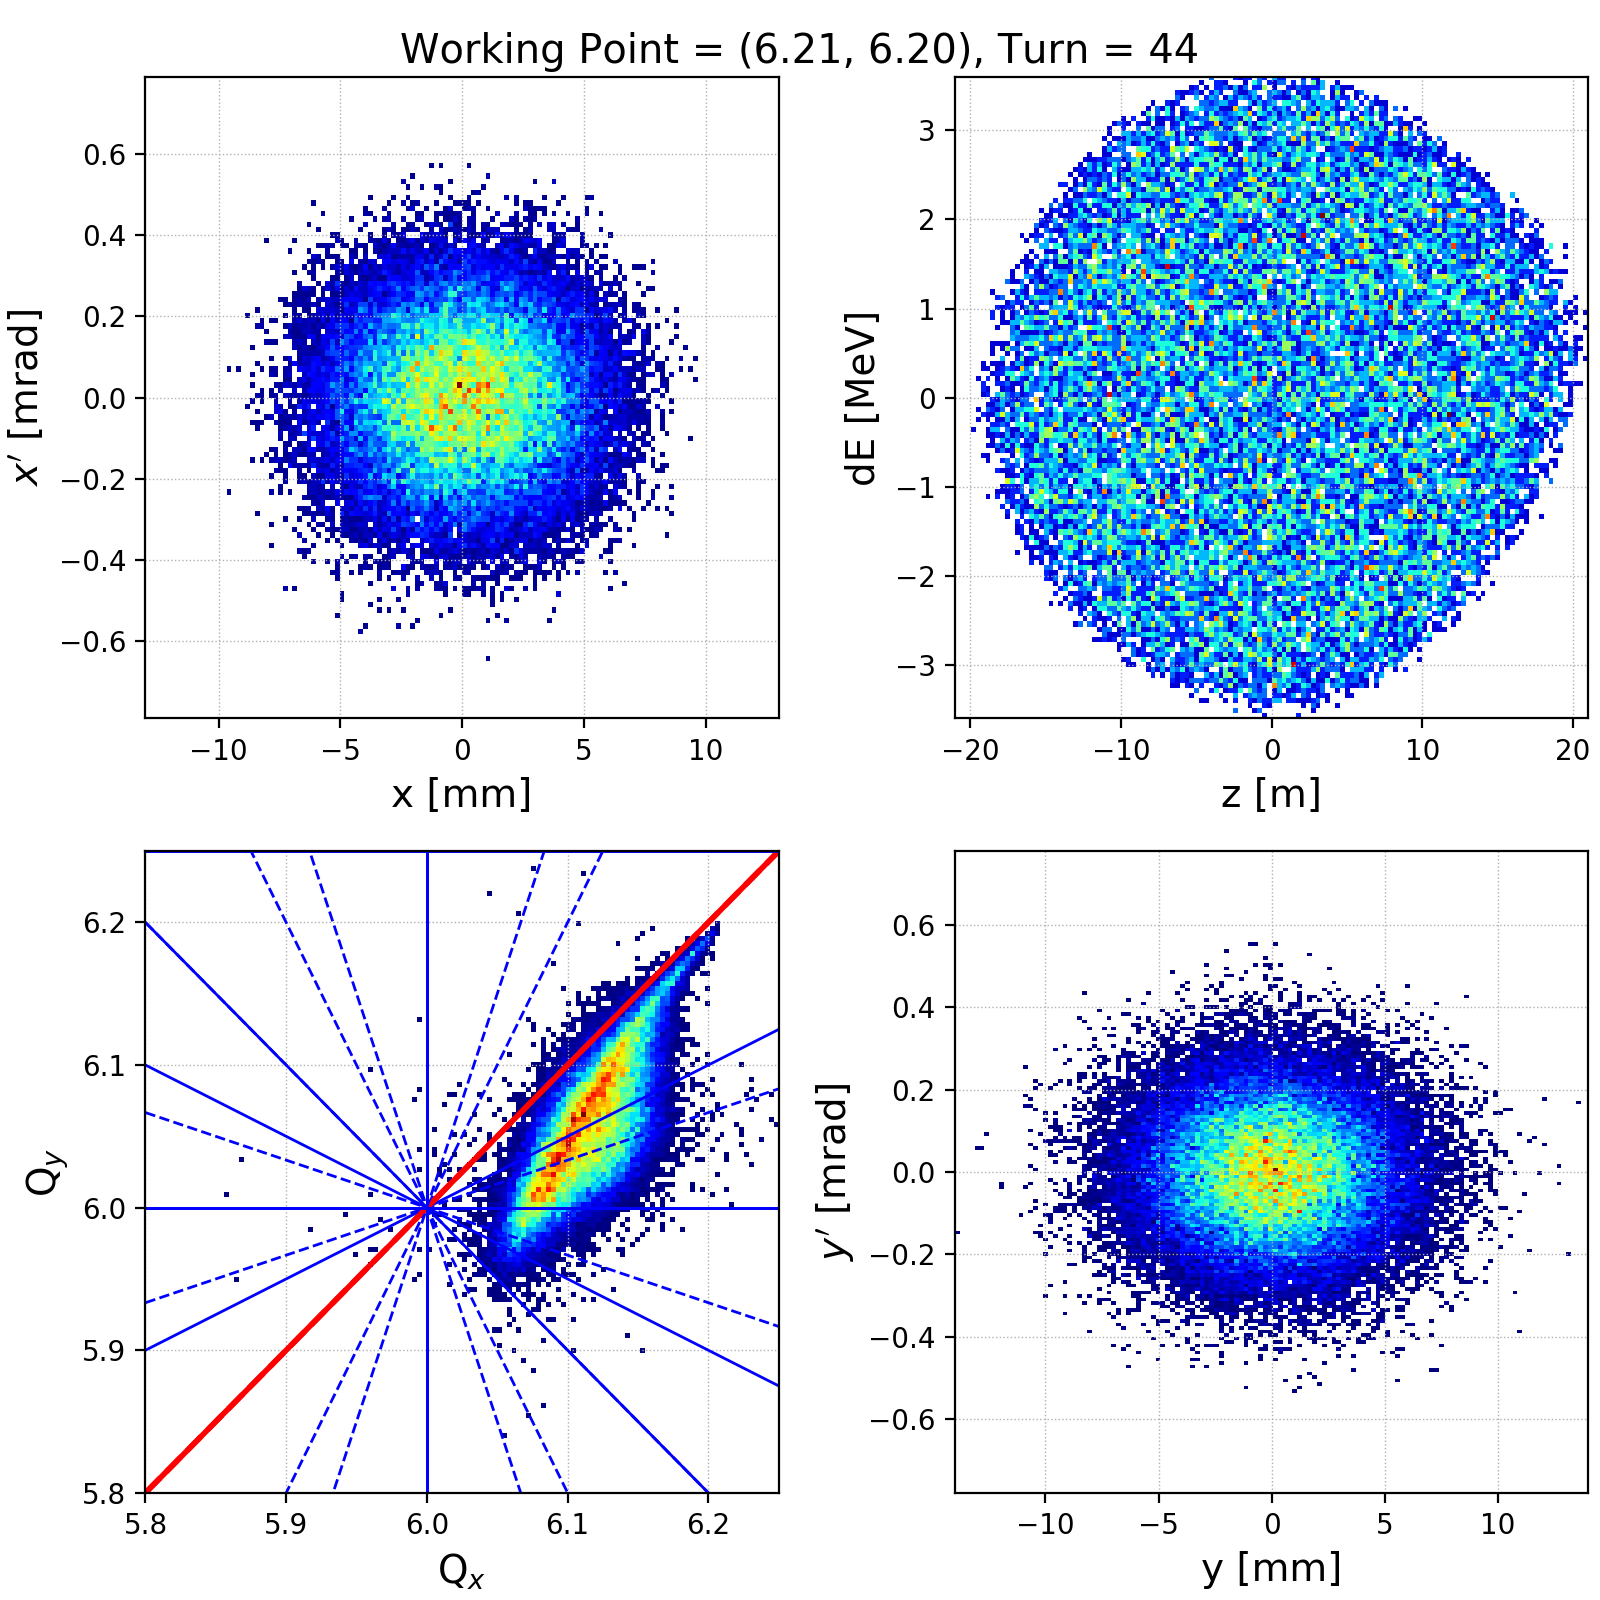 Working Point = (6.21, 6.20), Turn = 44
0.6
0.4
0.2
0.0
−0.2
−0.4
−0.6
x′ [mrad]
−10 −5 0 5 10
x [mm]
3
2
1
0
−1
−2
−3
dE [MeV]
−20 −10 0 10 20
z [m]
6.2
6.1
6.0
5.9
5.8
Qy
5.8 5.9 6.0 6.1 6.2
Qx
0.6
0.4
0.2
0.0
−0.2
−0.4
−0.6
y′ [mrad]
−10 −5 0 5 10
y [mm]